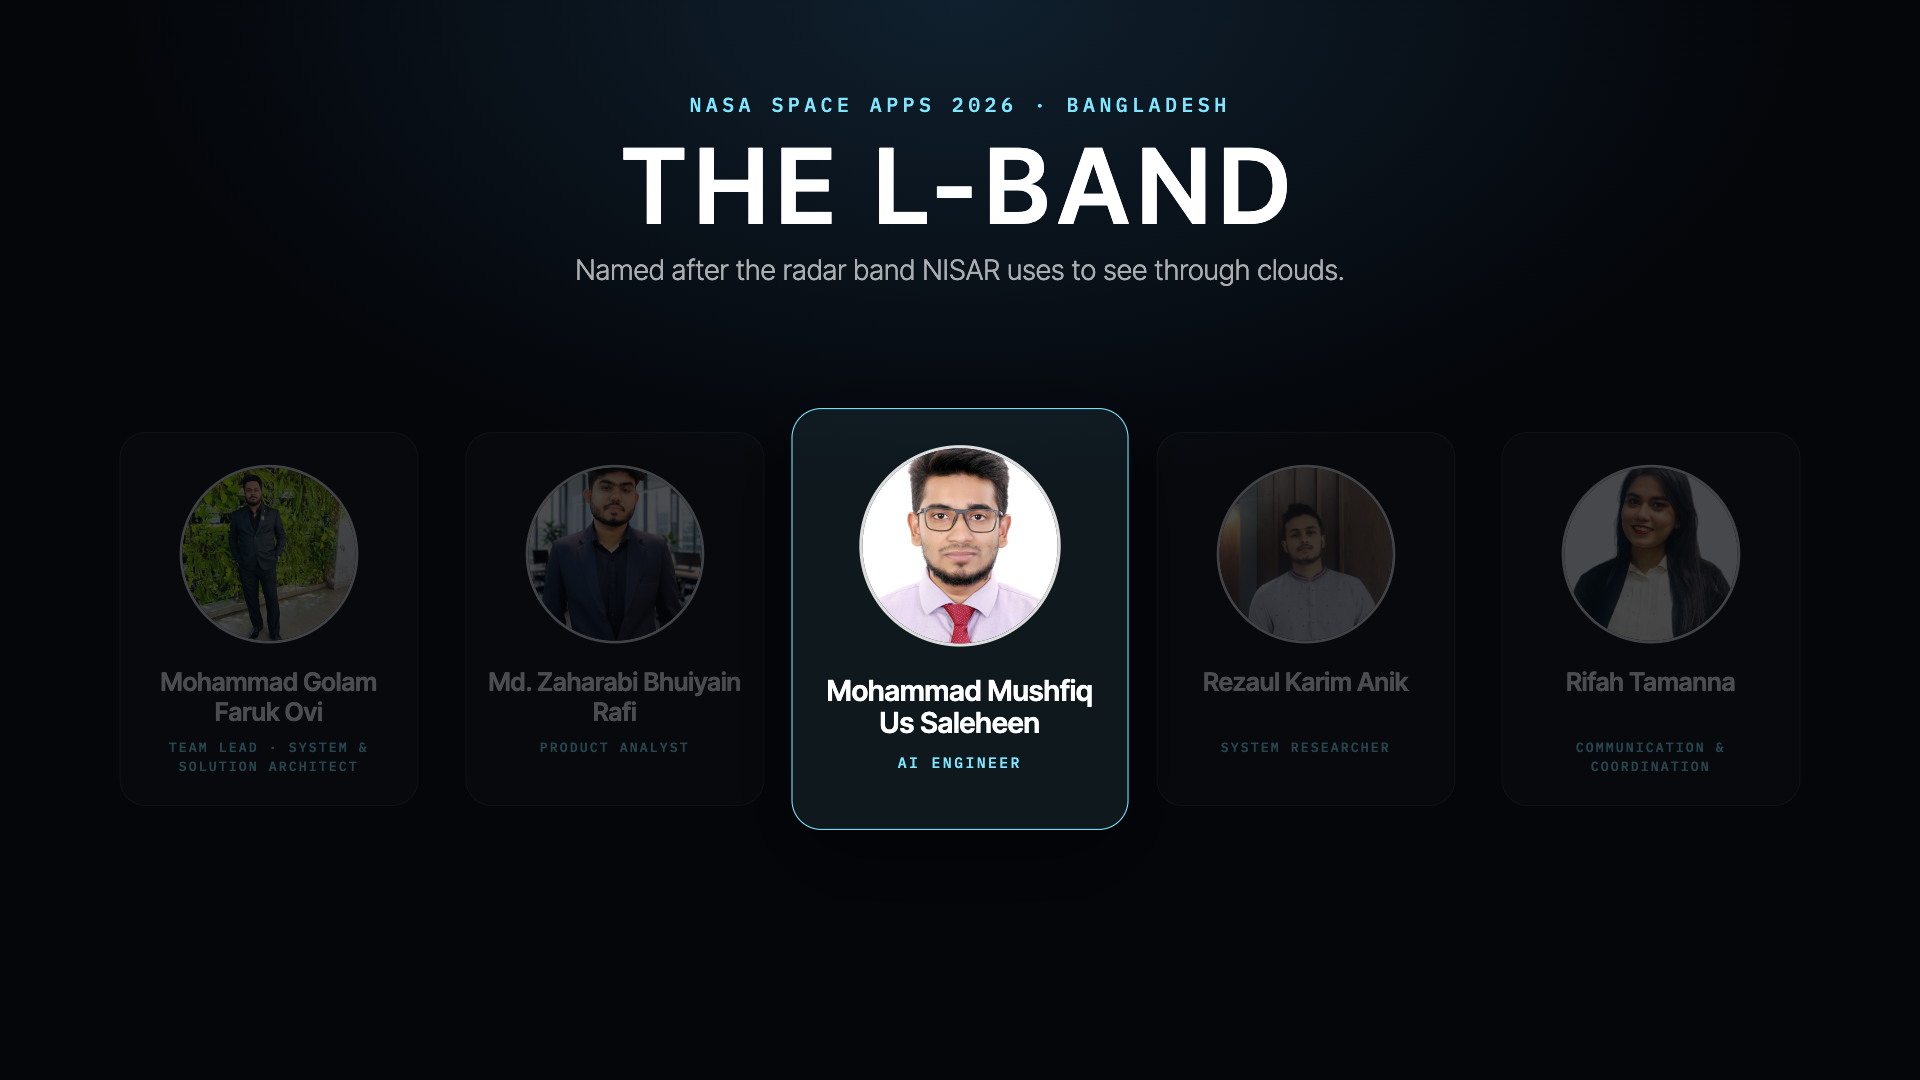 NASA SPACE APPS 2026 · BANGLADESH
THE L-BAND
Named after the radar band NISAR uses to see through clouds.
Mohammad Golam
Faruk Ovi
TEAM LEAD · SYSTEM &
SOLUTION ARCHITECT
Md. Zaharabi Bhuiyain
Rafi
PRODUCT ANALYST
Mohammad Mushfiq
Us Saleheen
AI ENGINEER
Rezaul Karim Anik
SYSTEM RESEARCHER
Rifah Tamanna
COMMUNICATION &
COORDINATION